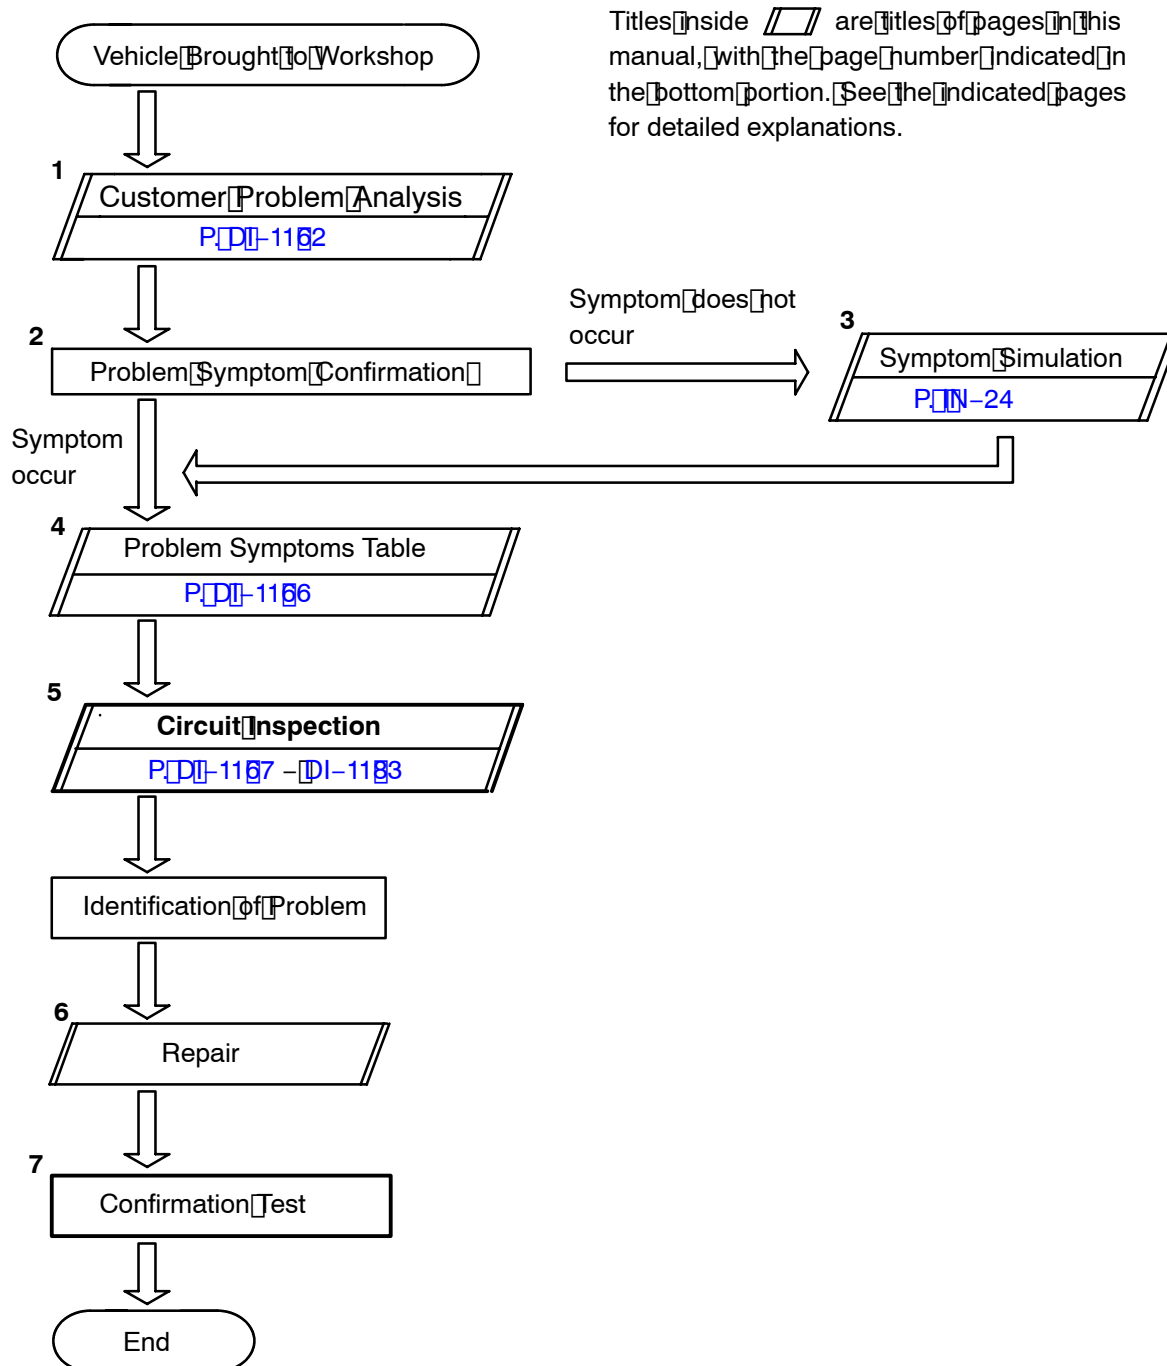 Vehicle Brought to Workshop
Titles inside are titles of pages in this
manual, with the page number indicated in
the bottom portion. See the indicated pages
for detailed explanations.
1
Customer Problem Analysis
P. DI–1162
2
Problem Symptom Confirmation
Symptom does not
occur
3
Symptom Simulation
P. IN–24
Symptom
occur
4
Problem Symptoms Table
P. DI–1166
5
Circuit Inspection
P. DI–1167 – DI–1183
Identification of Problem
6
Repair
7
Confirmation Test
End